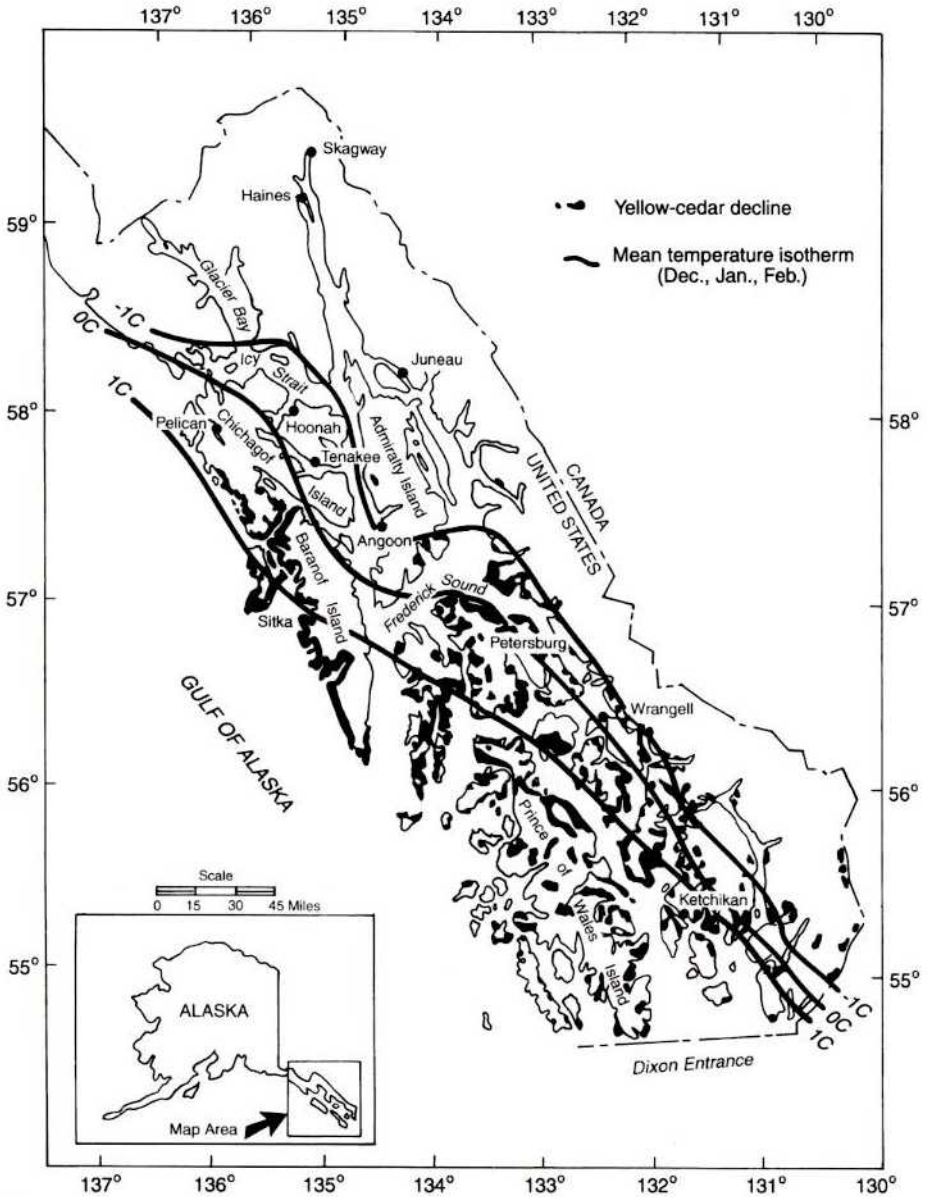 137°
136°
135°
134°
133°
132°
131°
130°
Skagway
Haines
59°
Yellow-cedar decline
Mean temperature isotherm
(Dec., Jan., Feb.)
Glacier Bay
-1C
0C
Icy
Strait
Juneau
1C
58°
58°
Pelican
Chichagof
Hoonah
Tenakee
Island
Admiralty Island
CANADA
UNITED STATES
Angoon
57°
57°
Baranof
Island
Sitka
Frederick Sound
Petersburg
GULF OF ALASKA
Wrangell
56°
56°
Prince
of
Wales
Island
Scale
0 15 30 45 Miles
Ketchikan
55°
55°
-1C
0C
1C
ALASKA
Map Area
Dixon Entrance
137°
136°
135°
134°
133°
132°
131°
130°